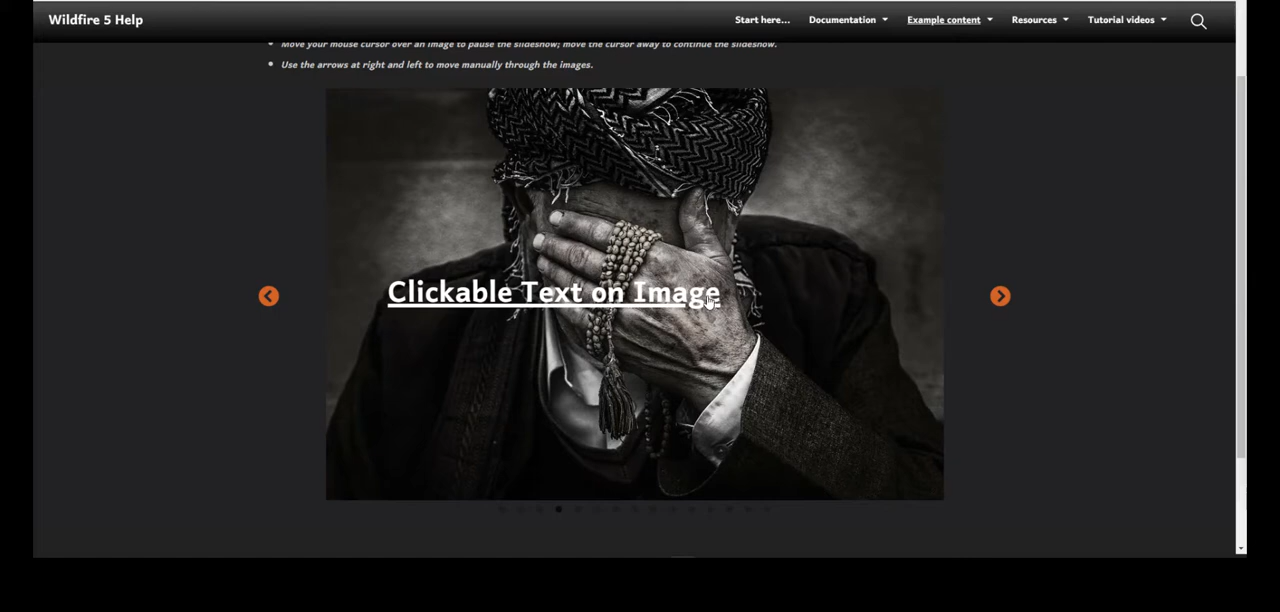 Wildfire 5 Help
Start here... Documentation Example content Resources Tutorial videos
Move your mouse cursor over an image to pause the slideshow; move the cursor away to continue the slideshow.
Use the arrows at right and left to move manually through the images.
Clickable Text on Image